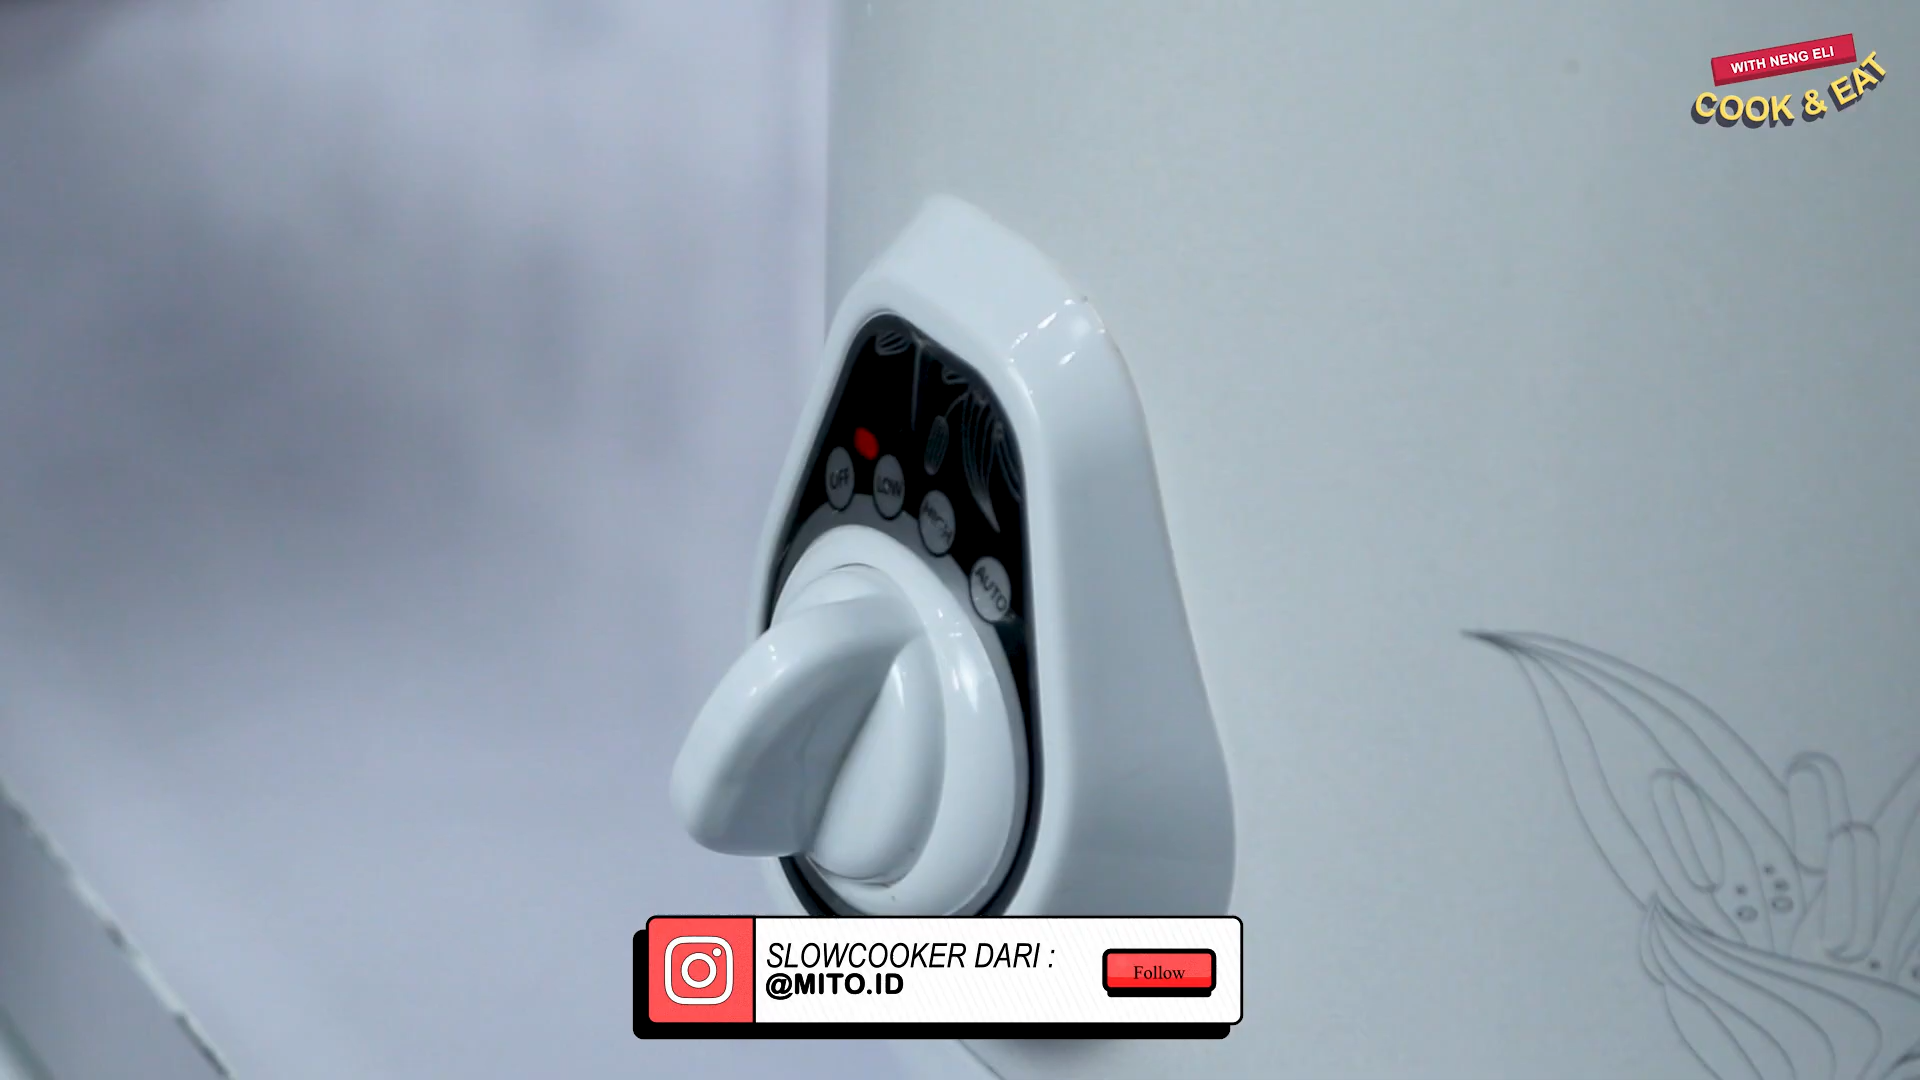 WITH NENG ELI
COOK & EAT
OFF
LOW
HIGH
AUTO
SLOWCOOKER DARI :
@MITO.ID
Follow